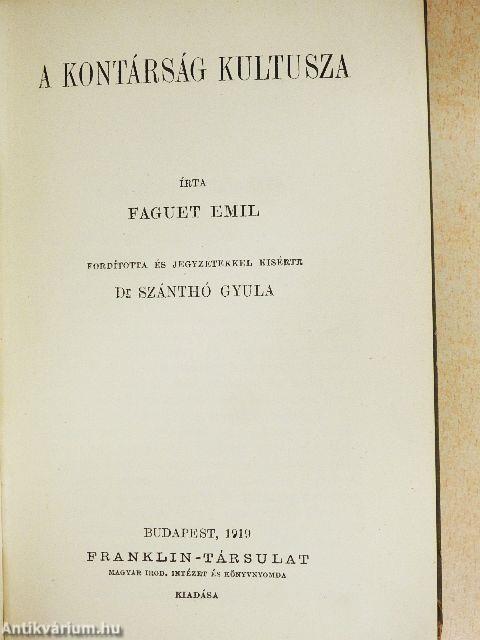 A KONTÁRSÁG KULTUSZA
ÍRTA
FAGUET EMIL
FORDÍTOTTA ÉS JEGYZETEKKEL KISÉRTE
Dr SZÁNTHÓ GYULA
BUDAPEST, 1919
FRANKLIN-TÁRSULAT
MAGYAR IROD. INTÉZET ÉS KÖNYVNYOMDA
KIADÁSA
Antikvárium.hu